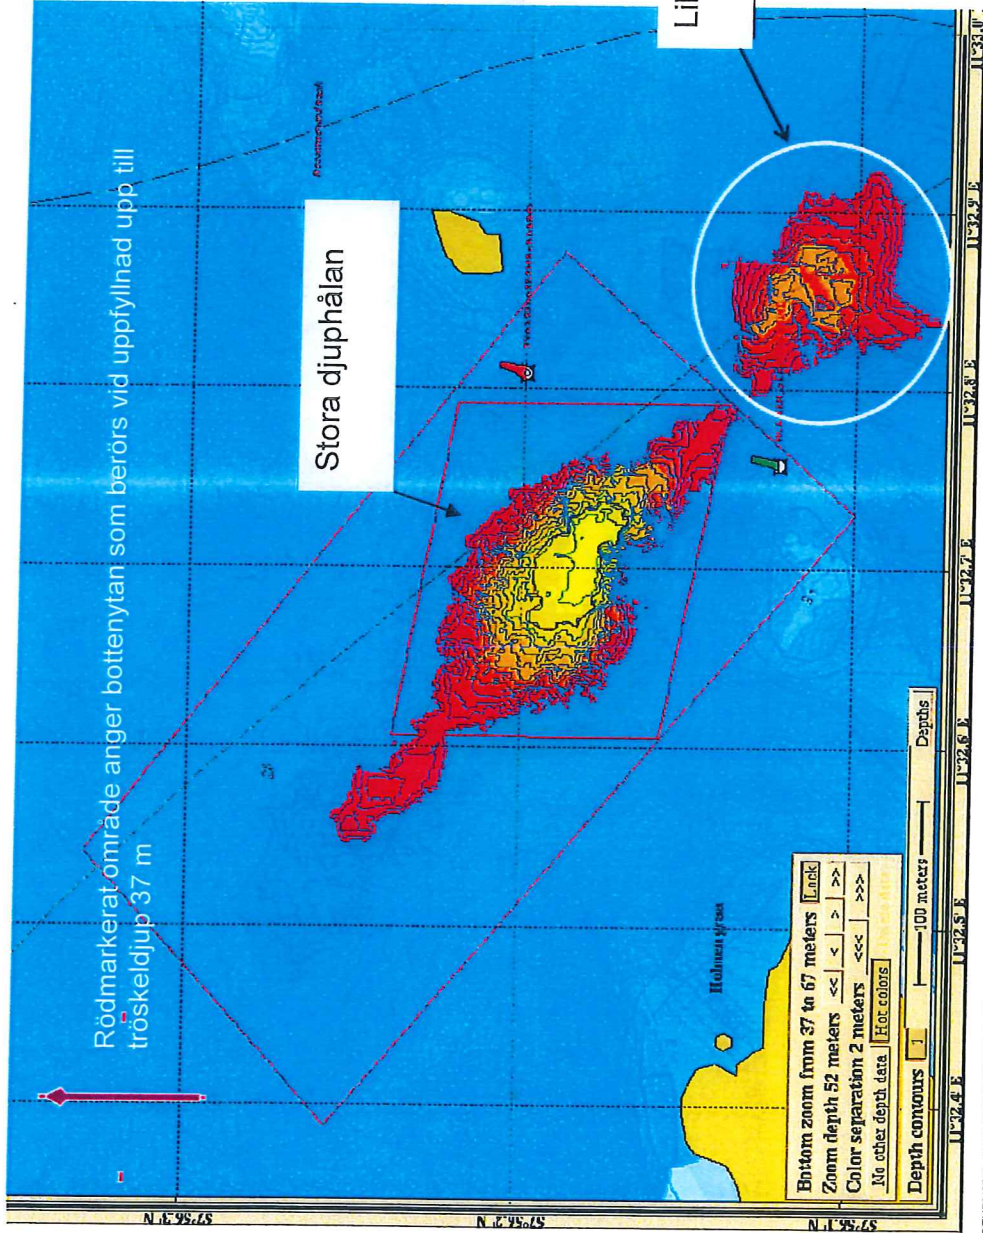 Rödmarkerat område anger bottenytan som berörs vid uppfyllnad upp till
tröskeldjup 37 m
Stora djuphålan
Lil
Holmen grå
Bottom zoom from 37 to 67 meters Lock
Zoom depth 52 meters << < > >>
Color separation 2 meters <<< >>>
No other depth data Hot colors
Depth contours 1 100 meters Depths
57°56.3' N
57°56.2' N
57°56.1' N
11°32.4' E
11°32.5' E
11°32.6' E
11°32.7' E
11°32.8' E
11°32.9' E
11°33.0'